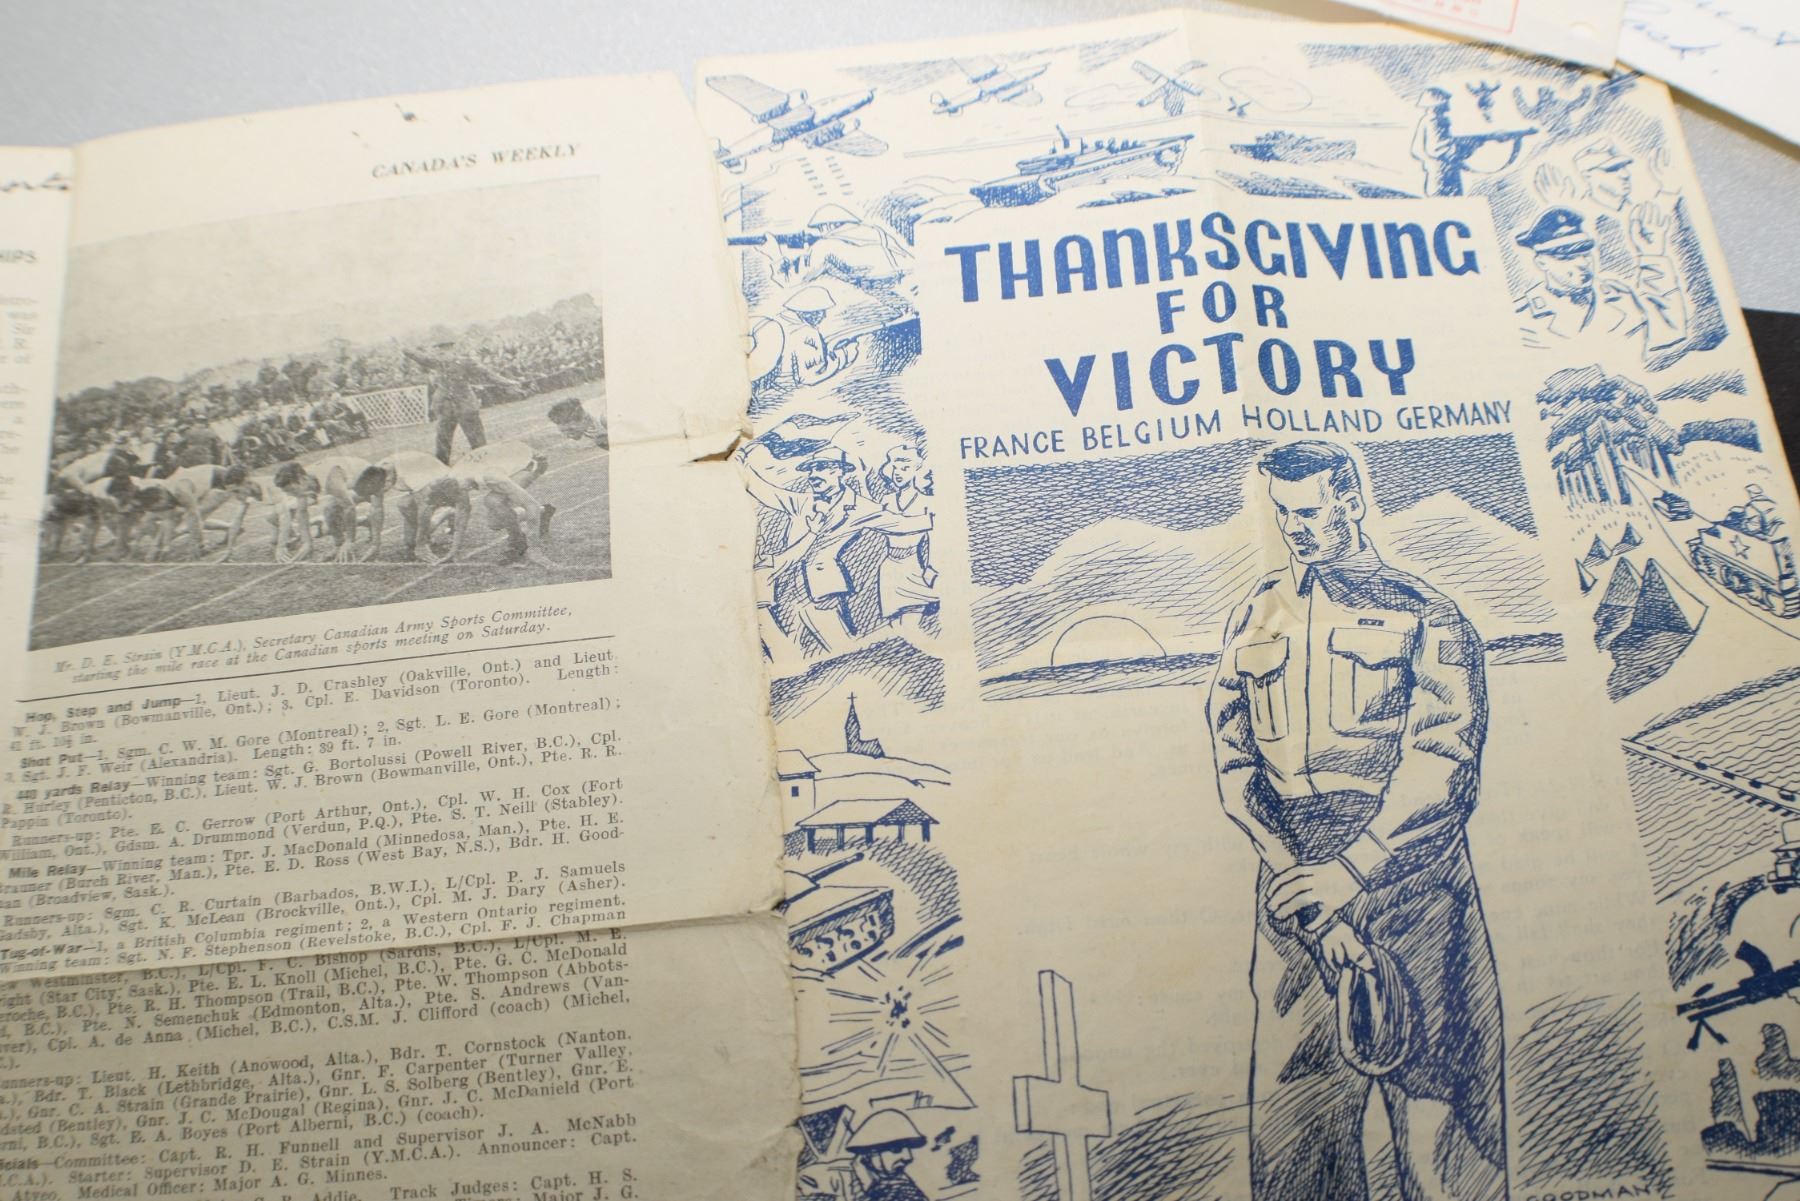 CANADA'S WEEKLY
Mr. D. E. Strain (Y.M.C.A.), Secretary Canadian Army Sports Committee,
starting the mile race at the Canadian sports meeting on Saturday.
Hop, Step and Jump—1, Lieut. J. D. Crashley (Oakville, Ont.) and Lieut.
W. J. Brown (Bowmanville, Ont.); 3, Cpl. E. Davidson (Toronto). Length:
41 ft. in.
Shot Put—1, Sgm. C. W. M. Gore (Montreal); 2, Sgt. L. E. Gore (Montreal);
3, Sgt. J. F. Weir (Alexandria). Length: 39 ft. 7 in.
440 yards Relay—Winning team: Sgt. G. Bortolussi (Powell River, B.C.), Cpl.
R. Hurley (Penticton, B.C.), Lieut. W. J. Brown (Bowmanville, Ont.), Pte. R. R.
Pappin (Toronto).
Runners-up: Pte. E. C. Gerrow (Port Arthur, Ont.), Cpl. W. H. Cox (Fort
William, Ont.), Gdsm. A. Drummond (Verdun, P.Q.), Pte. S. T. Neill (Stabley).
Mile Relay—Winning team: Tpr. J. MacDonald (Minnedosa, Man.), Pte. H. E.
Brauner (Burch River, Man.), Pte. E. D. Ross (West Bay, N.S.), Bdr. H. Good-
man (Broadview, Sask.).
Runners-up: Sgm. C. R. Curtain (Barbados, B.W.I.), L/Cpl. P. J. Samuels
(Gadsby, Alta.), Sgt. K. McLean (Brockville, Ont.), Cpl. M. J. Dary (Asher).
Tug-of-War—1, a British Columbia regiment; 2, a Western Ontario regiment.
Winning team: Sgt. N. F. Stephenson (Revelstoke, B.C.), Cpl. F. J. Chapman
Westminster, B.C.), L/Cpl. F. C. Bishop (Sardis, B.C.), L/Cpl. M. E.
(Star City, Sask.), Pte. E. L. Knoll (Michel, B.C.), Pte. G. C. McDonald
B.C.), Pte. R. H. Thompson (Trail, B.C.), Pte. W. Thompson (Abbots-
B.C.), Pte. N. Semenchuk (Edmonton, Alta.), Pte. S. Andrews (Van-
Cpl. A. de Anna (Michel, B.C.), C.S.M. J. Clifford (coach) (Michel,
Lieut. H. Keith (Anowood, Alta.), Bdr. T. Cornstock (Nanton,
Bdr. T. Black (Lethbridge, Alta.), Gnr. F. Carpenter (Turner Valley,
Gnr. C. A. Strain (Grande Prairie), Gnr. L. S. Solberg (Bentley), Gnr. E.
(Bentley), Gnr. J. C. McDougal (Regina), Gnr. J. C. McDanield (Port
B.C.), Sgt. E. A. Boyes (Port Alberni, B.C.) (coach).
Committee: Capt. R. H. Funnell and Supervisor J. A. McNabb
Starter: Supervisor D. E. Strain (Y.M.C.A.). Announcer: Capt.
Medical Officer: Major A. G. Minnes.
Addie. Track Judges: Capt. H. S.
Major J. G.
THANKSGIVING
FOR
VICTORY
FRANCE BELGIUM HOLLAND GERMANY
GOODMAN